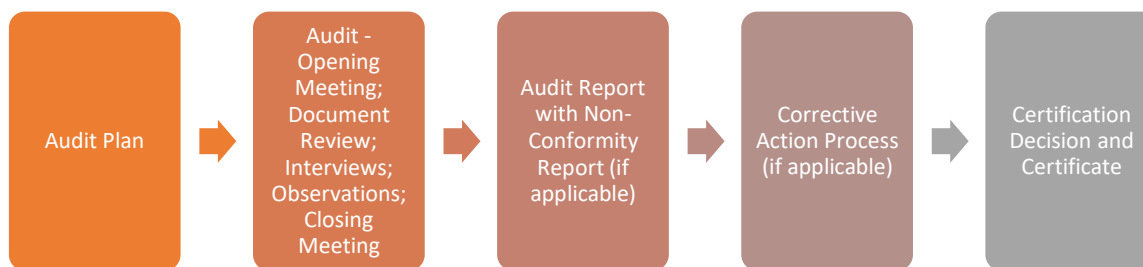 Audit Plan
Audit -
Opening
Meeting;
Document
Review;
Interviews;
Observations;
Closing
Meeting
Audit Report
with Non-
Conformity
Report (if
applicable)
Corrective
Action Process
(if applicable)
Certification
Decision and
Certificate